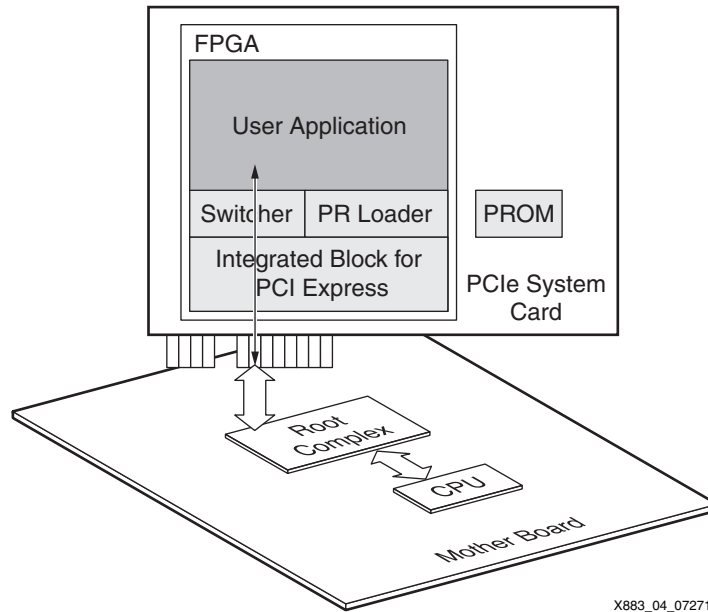 FPGA
User Application
Switcher
PR Loader
PROM
Integrated Block for
PCI Express
PCIe System
Card
Root
Complex
CPU
Mother Board
X883_04_07271